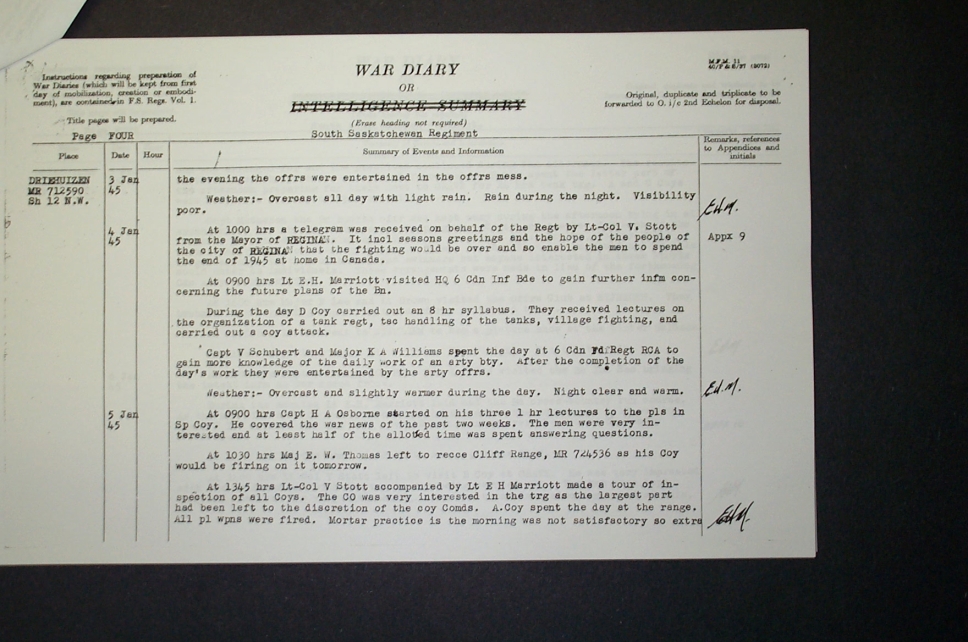 Instructions regarding preparation of
War Diaries (which will be kept from first
day of mobilization, creation or embodi-
ment), are contained in F.S. Regs. Vol. 1.
Title pages will be prepared.
WAR DIARY
OR
INTELLIGENCE SUMMARY
(Erase heading not required)
M.F.M. 11
Original, duplicate and triplicate to be
forwarded to O. i/c 2nd Echelon for disposal.
Page FOUR
South Saskatchewan Regiment
Place
Date
Hour
Summary of Events and Information
Remarks, references
to Appendices and
initials
DRIEHUIZEN
MR 712590
Sh 12 N.W.
3 Jan
45
the evening the offrs were entertained in the offrs mess.
Weather:- Overcast all day with light rain. Rain during the night. Visibility
poor.
E.H.M.
4 Jan
45
At 1000 hrs a telegram was received on behalf of the Regt by Lt-Col V. Stott
from the Mayor of REGINA. It incl seasons greetings and the hope of the people of
the city of REGINA that the fighting would be over and so enable the men to spend
the end of 1945 at home in Canada.
Appx 9
At 0900 hrs Lt E.H. Marriott visited HQ 6 Cdn Inf Bde to gain further infm con-
cerning the future plans of the Bn.
During the day D Coy carried out an 8 hr syllabus. They received lectures on
the organization of a tank regt, tac handling of the tanks, village fighting, and
carried out a coy attack.
Capt V Schubert and Major K A Williams spent the day at 6 Cdn Fd Regt RCA to
gain more knowledge of the daily work of an arty bty. After the completion of the
day's work they were entertained by the arty offrs.
Weather:- Overcast and slightly warmer during the day. Night clear and warm.
E.H.M.
5 Jan
45
At 0900 hrs Capt H A Osborne started on his three 1 hr lectures to the pls in
Sp Coy. He covered the war news of the past two weeks. The men were very in-
terested and at least half of the alloted time was spent answering questions.
At 1030 hrs Maj E. W. Thomas left to recce Cliff Range, MR 724536 as his Coy
would be firing on it tomorrow.
At 1345 hrs Lt-Col V Stott accompanied by Lt E H Marriott made a tour of in-
spection of all Coys. The CO was very interested in the trg as the largest part
had been left to the discretion of the coy Comds. A.Coy spent the day at the range.
All pl wpns were fired. Mortar practice is the morning was not satisfactory so extra
E.H.M.